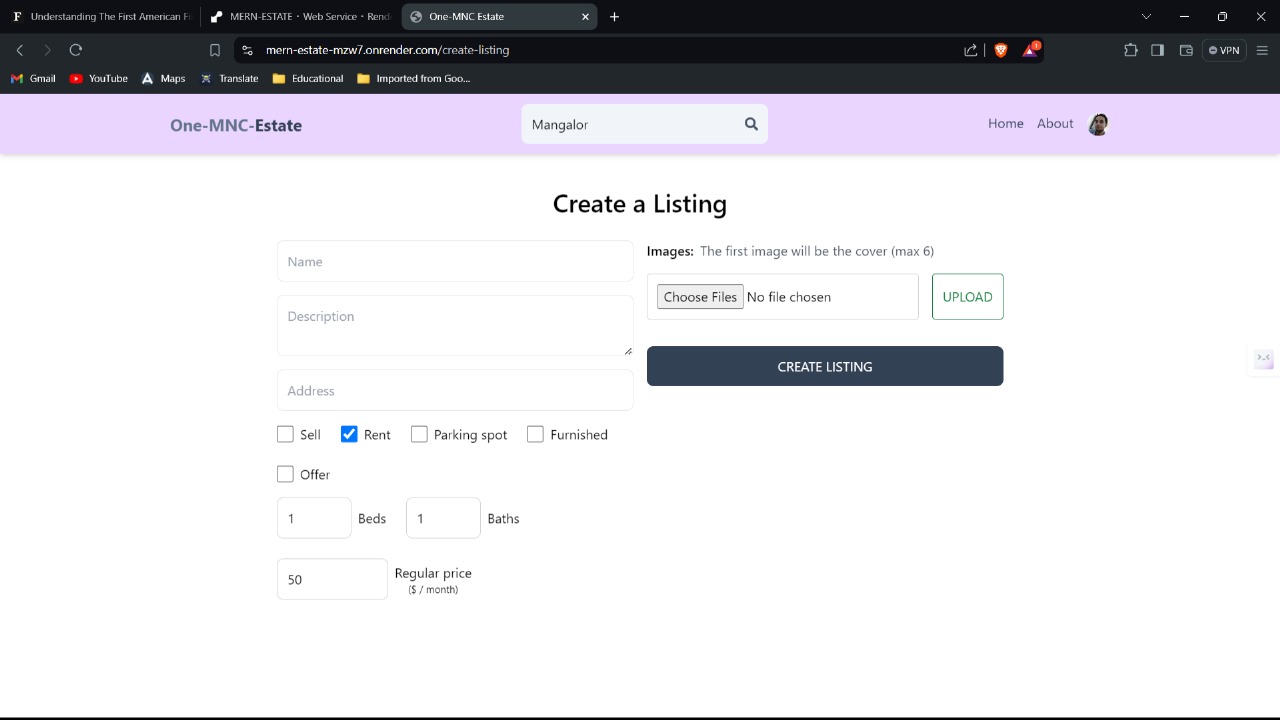 Understanding The First American Fi
MERN-ESTATE · Web Service · Rend
One-MNC Estate
mern-estate-mzw7.onrender.com/create-listing
1
VPN
Gmail
YouTube
Maps
Translate
Educational
Imported from Goo...
One-MNC-Estate
Mangalor
Home
About
Create a Listing
Name
Description
Address
Sell
Rent
Parking spot
Furnished
Offer
1 Beds
1 Baths
50 Regular price
($ / month)
Images: The first image will be the cover (max 6)
Choose Files No file chosen
UPLOAD
CREATE LISTING